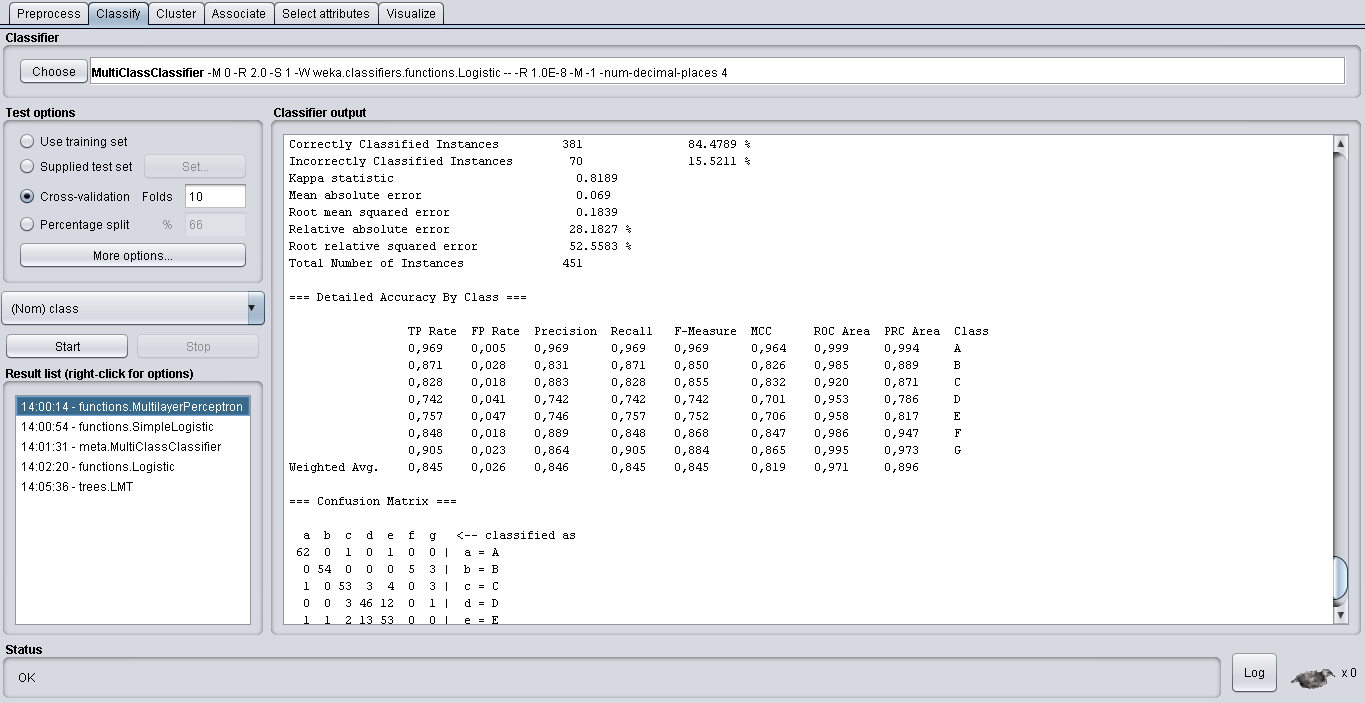 Preprocess Classify Cluster Associate Select attributes Visualize
Classifier
Choose MultiClassClassifier -M 0 -R 2.0 -S 1 -W weka.classifiers.functions.Logistic -- -R 1.0E-8 -M -1 -num-decimal-places 4
Test options
Use training set
Supplied test set Set...
Cross-validation Folds 10
Percentage split % 66
More options...
(Nom) class
Start Stop
Result list (right-click for options)
14:00:14 - functions.MultilayerPerceptron
14:00:54 - functions.SimpleLogistic
14:01:31 - meta.MultiClassClassifier
14:02:20 - functions.Logistic
14:05:36 - trees.LMT
Classifier output
Correctly Classified Instances 381 84.4789 %
Incorrectly Classified Instances 70 15.5211 %
Kappa statistic 0.8189
Mean absolute error 0.069
Root mean squared error 0.1839
Relative absolute error 28.1827 %
Root relative squared error 52.5583 %
Total Number of Instances 451
=== Detailed Accuracy By Class ===
TP Rate FP Rate Precision Recall F-Measure MCC ROC Area PRC Area Class
0,969 0,005 0,969 0,969 0,969 0,964 0,999 0,994 A
0,871 0,028 0,831 0,871 0,850 0,826 0,985 0,889 B
0,828 0,018 0,883 0,828 0,855 0,832 0,920 0,871 C
0,742 0,041 0,742 0,742 0,742 0,701 0,953 0,786 D
0,757 0,047 0,746 0,757 0,752 0,706 0,958 0,817 E
0,848 0,018 0,889 0,848 0,868 0,847 0,986 0,947 F
0,905 0,023 0,864 0,905 0,884 0,865 0,995 0,973 G
Weighted Avg. 0,845 0,026 0,846 0,845 0,845 0,819 0,971 0,896
=== Confusion Matrix ===
a b c d e f g <-- classified as
62 0 1 0 1 0 0 | a = A
0 54 0 0 0 5 3 | b = B
1 0 53 3 4 0 3 | c = C
0 0 3 46 12 0 1 | d = D
1 1 2 13 53 0 0 | e = E
Status
OK
Log
x 0